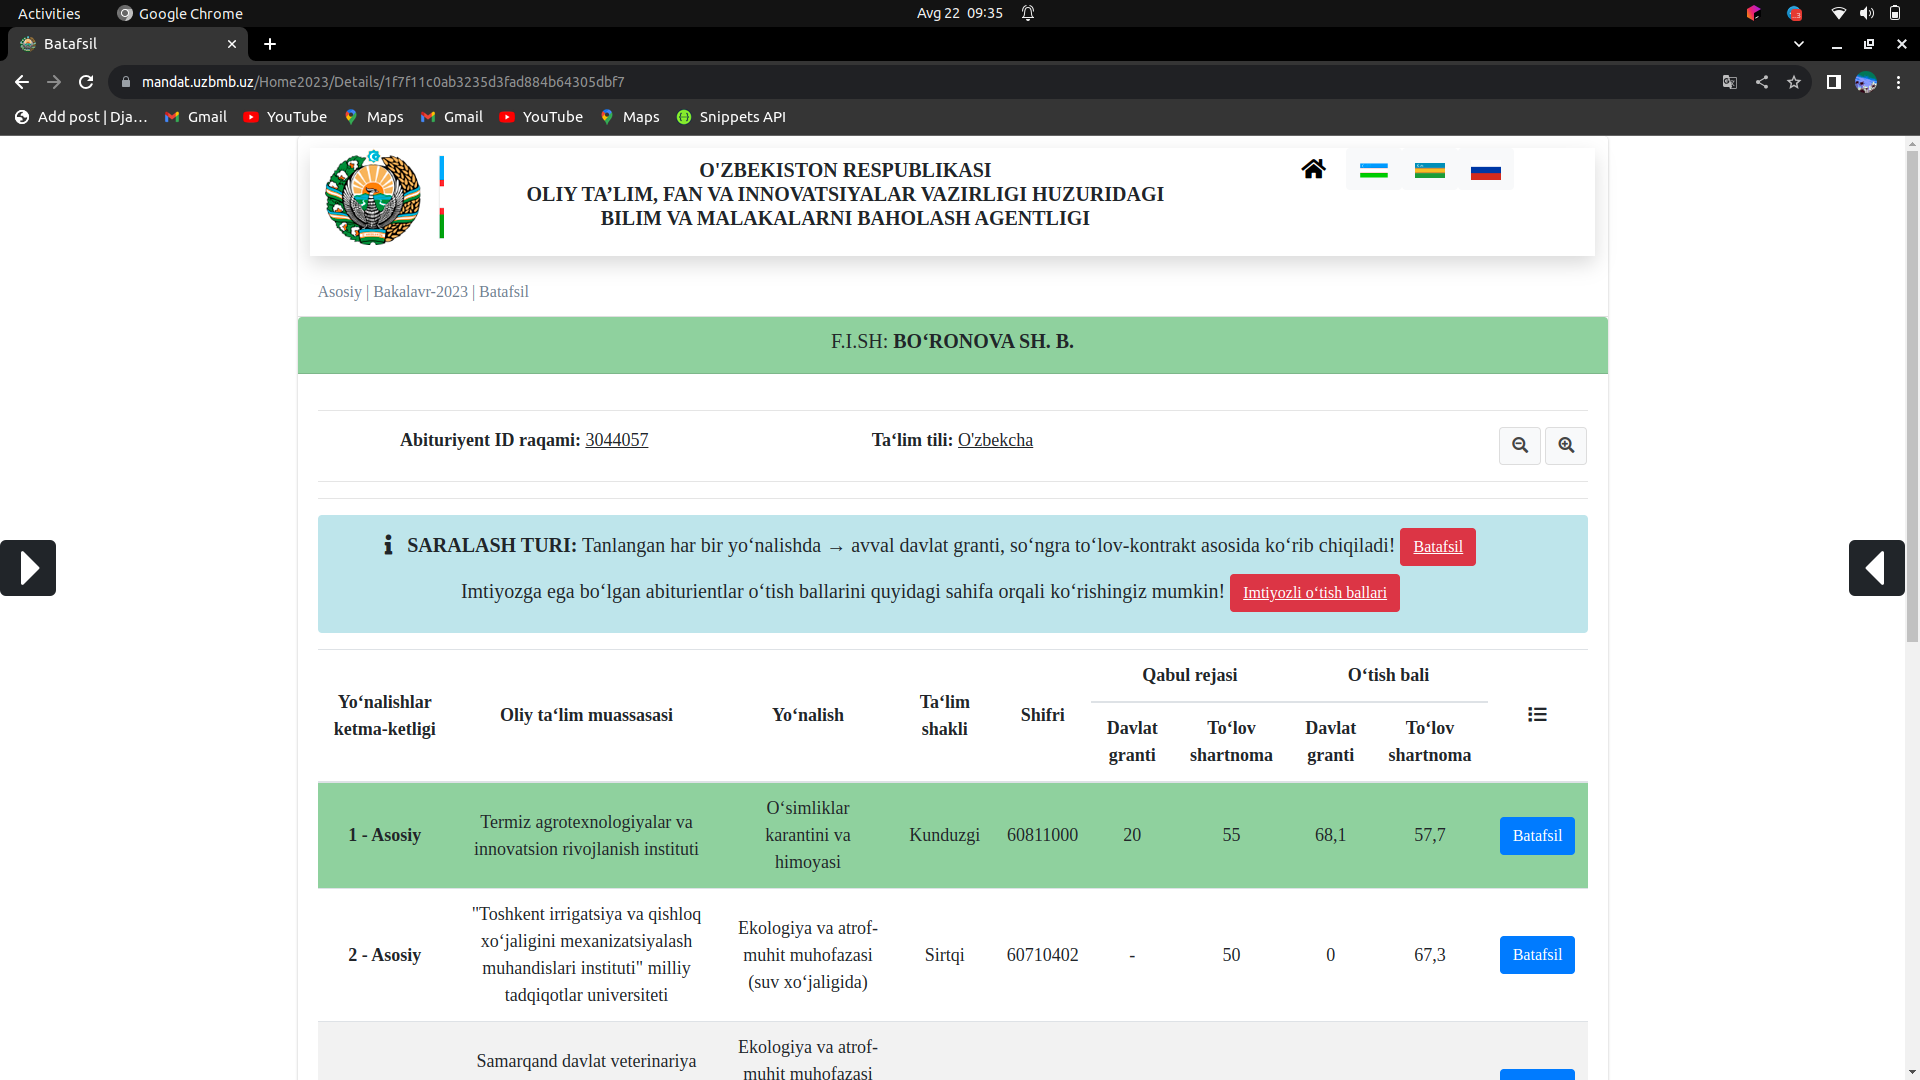 Activities
Google Chrome
Avg 22 09:35
Batafsil
mandat.uzbmb.uz/Home2023/Details/1f7f11c0ab3235d3fad884b64305dbf7
Add post | Dja...
Gmail
YouTube
Maps
Gmail
YouTube
Maps
Snippets API
O'ZBEKISTON RESPUBLIKASI
OLIY TA’LIM, FAN VA INNOVATSIYALAR VAZIRLIGI HUZURIDAGI
BILIM VA MALAKALARNI BAHOLASH AGENTLIGI
Asosiy | Bakalavr-2023 | Batafsil
F.I.SH: BO‘RONOVA SH. B.
Abituriyent ID raqami: 3044057
Ta‘lim tili: O'zbekcha
SARALASH TURI: Tanlangan har bir yo‘nalishda → avval davlat granti, so‘ngra to‘lov-kontrakt asosida ko‘rib chiqiladi! Batafsil
Imtiyozga ega bo‘lgan abiturientlar o‘tish ballarini quyidagi sahifa orqali ko‘rishingiz mumkin! Imtiyozli o‘tish ballari
Yo‘nalishlar
ketma-ketligi
Oliy ta‘lim muassasasi
Yo‘nalish
Ta‘lim
shakli
Shifri
Qabul rejasi
O‘tish bali
Davlat
granti
To‘lov
shartnoma
Davlat
granti
To‘lov
shartnoma
1 - Asosiy
Termiz agrotexnologiyalar va
innovatsion rivojlanish instituti
O‘simliklar
karantini va
himoyasi
Kunduzgi
60811000
20
55
68,1
57,7
Batafsil
2 - Asosiy
"Toshkent irrigatsiya va qishloq
xo‘jaligini mexanizatsiyalash
muhandislari instituti" milliy
tadqiqotlar universiteti
Ekologiya va atrof-
muhit muhofazasi
(suv xo‘jaligida)
Sirtqi
60710402
-
50
0
67,3
Batafsil
Samarqand davlat veterinariya
Ekologiya va atrof-
muhit muhofazasi